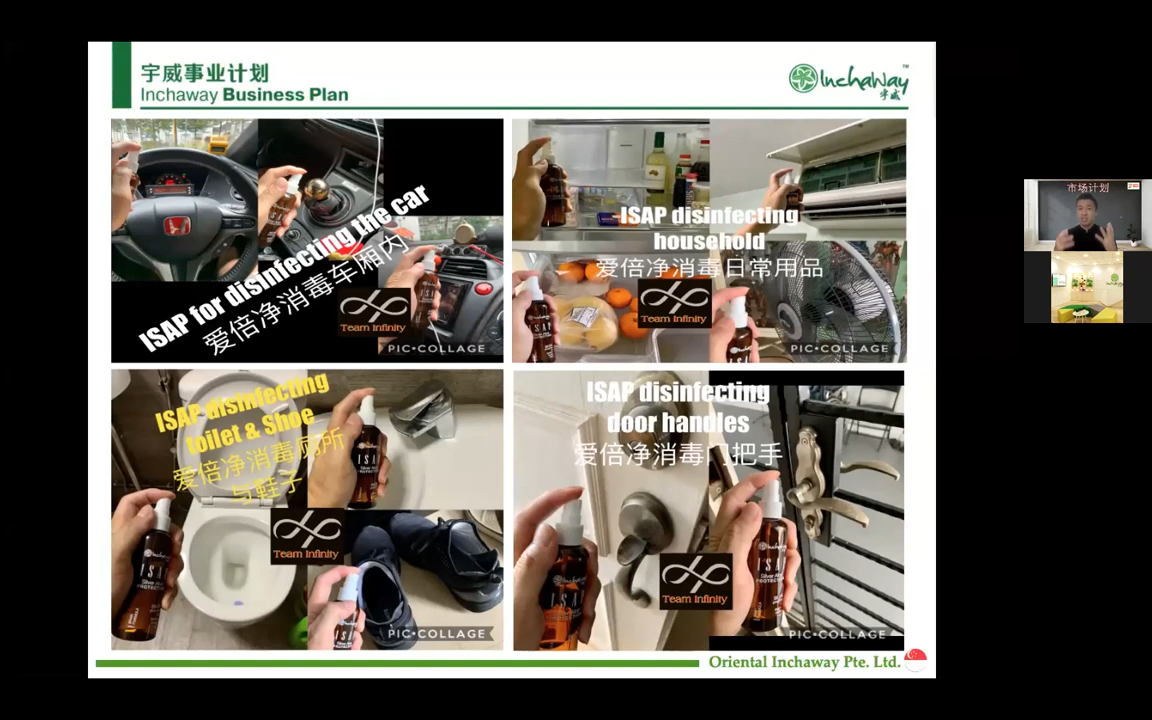 宇威事业计划
Inchaway Business Plan
Inchaway™
宇威
ISAP for disinfecting the car
爱倍净消毒车厢内
Team Infinity
PIC•COLLAGE
ISAP disinfecting
household
爱倍净消毒日常用品
Team Infinity
PIC•COLLAGE
ISAP disinfecting
toilet & Shoe
爱倍净消毒厕所
与鞋子
Team Infinity
PIC•COLLAGE
ISAP disinfecting
door handles
爱倍净消毒门把手
Team Infinity
PIC•COLLAGE
Oriental Inchaway Pte. Ltd.
市场计划